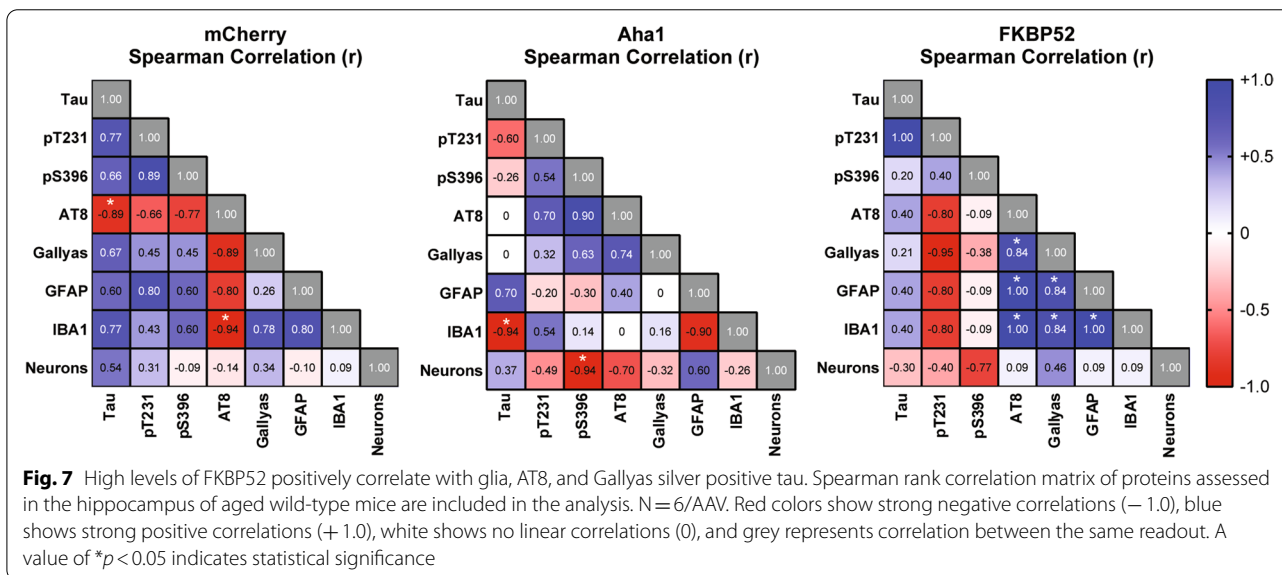 mCherry
Spearman Correlation (r)
Tau 1.00
pT231 0.77 1.00
pS396 0.66 0.89 1.00
AT8 * -0.89 -0.66 -0.77 1.00
Gallyas 0.67 0.45 0.45 -0.89 1.00
GFAP 0.60 0.80 0.60 -0.80 0.26 1.00
IBA1 0.77 0.43 0.60 * -0.94 0.78 0.80 1.00
Neurons 0.54 0.31 -0.09 -0.14 0.34 -0.10 0.09 1.00
Tau pT231 pS396 AT8 Gallyas GFAP IBA1 Neurons
Aha1
Spearman Correlation (r)
Tau 1.00
pT231 -0.60 1.00
pS396 -0.26 0.54 1.00
AT8 0 0.70 0.90 1.00
Gallyas 0 0.32 0.63 0.74 1.00
GFAP 0.70 -0.20 -0.30 0.40 0 1.00
IBA1 * -0.94 0.54 0.14 0 0.16 -0.90 1.00
Neurons 0.37 -0.49 * -0.94 -0.70 -0.32 0.60 -0.26 1.00
Tau pT231 pS396 AT8 Gallyas GFAP IBA1 Neurons
FKBP52
Spearman Correlation (r)
Tau 1.00
pT231 1.00 1.00
pS396 0.20 0.40 1.00
AT8 0.40 -0.80 -0.09 1.00
Gallyas 0.21 -0.95 -0.38 * 0.84 1.00
GFAP 0.40 -0.80 -0.09 * 1.00 * 0.84 1.00
IBA1 0.40 -0.80 -0.09 * 1.00 * 0.84 * 1.00 1.00
Neurons -0.30 -0.40 -0.77 0.09 0.46 0.09 0.09 1.00
Tau pT231 pS396 AT8 Gallyas GFAP IBA1 Neurons
+1.0
+0.5
0
-0.5
-1.0
Fig. 7 High levels of FKBP52 positively correlate with glia, AT8, and Gallyas silver positive tau. Spearman rank correlation matrix of proteins assessed
in the hippocampus of aged wild-type mice are included in the analysis. N = 6/AAV. Red colors show strong negative correlations (− 1.0), blue
shows strong positive correlations (+ 1.0), white shows no linear correlations (0), and grey represents correlation between the same readout. A
value of *p < 0.05 indicates statistical significance